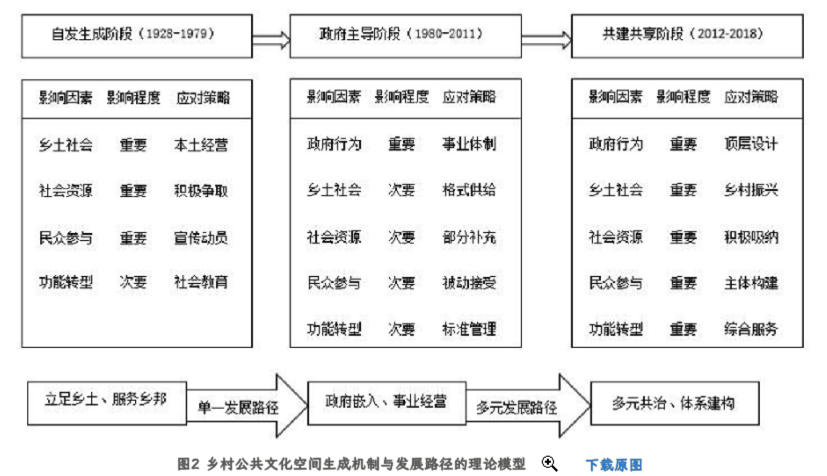 自发生成阶段（1928-1979）
政府主导阶段（1980-2011）
共建共享阶段（2012-2018）
影响因素 影响程度 应对策略
乡土社会 重要 本土经营
社会资源 重要 积极争取
民众参与 重要 宣传动员
功能转型 次要 社会教育
影响因素 影响程度 应对策略
政府行为 重要 事业体制
乡土社会 次要 格式供给
社会资源 次要 部分补充
民众参与 次要 被动接受
功能转型 次要 标准管理
影响因素 影响程度 应对策略
政府行为 重要 顶层设计
乡土社会 重要 乡村振兴
社会资源 重要 积极吸纳
民众参与 重要 主体构建
功能转型 重要 综合服务
立足乡土、服务乡邦
单一发展路径
政府嵌入、事业经营
多元发展路径
多元共治、体系建构
图2 乡村公共文化空间生成机制与发展路径的理论模型 下载原图